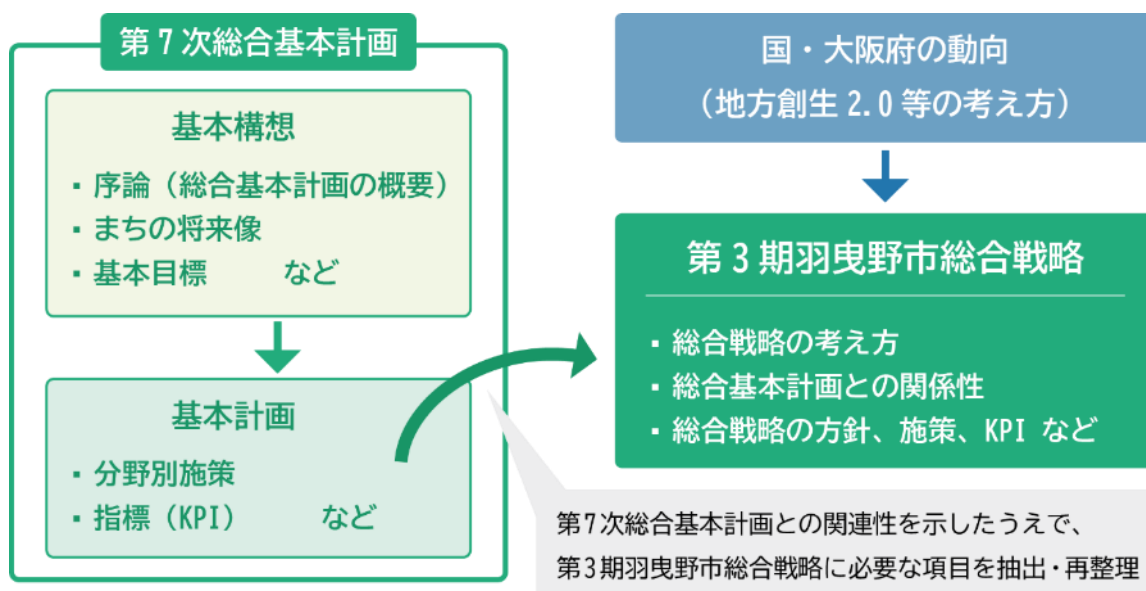 第7次総合基本計画
基本構想
▪ 序論（総合基本計画の概要）
▪ まちの将来像
▪ 基本目標　　など
基本計画
▪ 分野別施策
▪ 指標（KPI）　　など
国・大阪府の動向
（地方創生2.0等の考え方）
第3期羽曳野市総合戦略
▪ 総合戦略の考え方
▪ 総合基本計画との関係性
▪ 総合戦略の方針、施策、KPI など
第7次総合基本計画との関連性を示したうえで、
第3期羽曳野市総合戦略に必要な項目を抽出・再整理